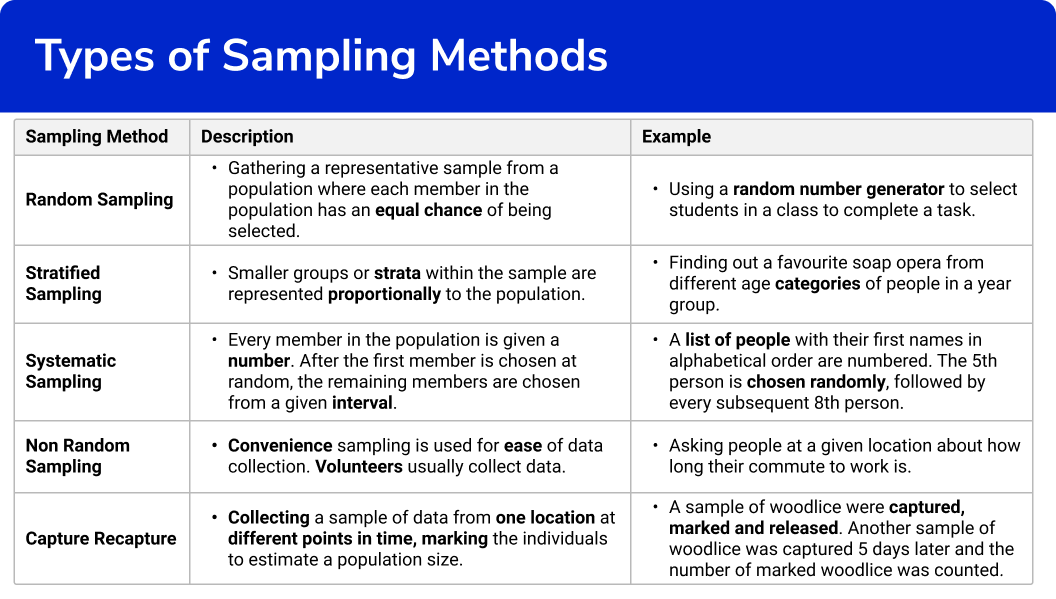 Types of Sampling Methods
Sampling Method
Description
Example
Random Sampling
• Gathering a representative sample from a
population where each member in the
population has an equal chance of being
selected.
• Using a random number generator to select
students in a class to complete a task.
Stratified
Sampling
• Smaller groups or strata within the sample are
represented proportionally to the population.
• Finding out a favourite soap opera from
different age categories of people in a year
group.
Systematic
Sampling
• Every member in the population is given a
number. After the first member is chosen at
random, the remaining members are chosen
from a given interval.
• A list of people with their first names in
alphabetical order are numbered. The 5th
person is chosen randomly, followed by
every subsequent 8th person.
Non Random
Sampling
• Convenience sampling is used for ease of data
collection. Volunteers usually collect data.
• Asking people at a given location about how
long their commute to work is.
Capture Recapture
• Collecting a sample of data from one location at
different points in time, marking the individuals
to estimate a population size.
• A sample of woodlice were captured,
marked and released. Another sample of
woodlice was captured 5 days later and the
number of marked woodlice was counted.